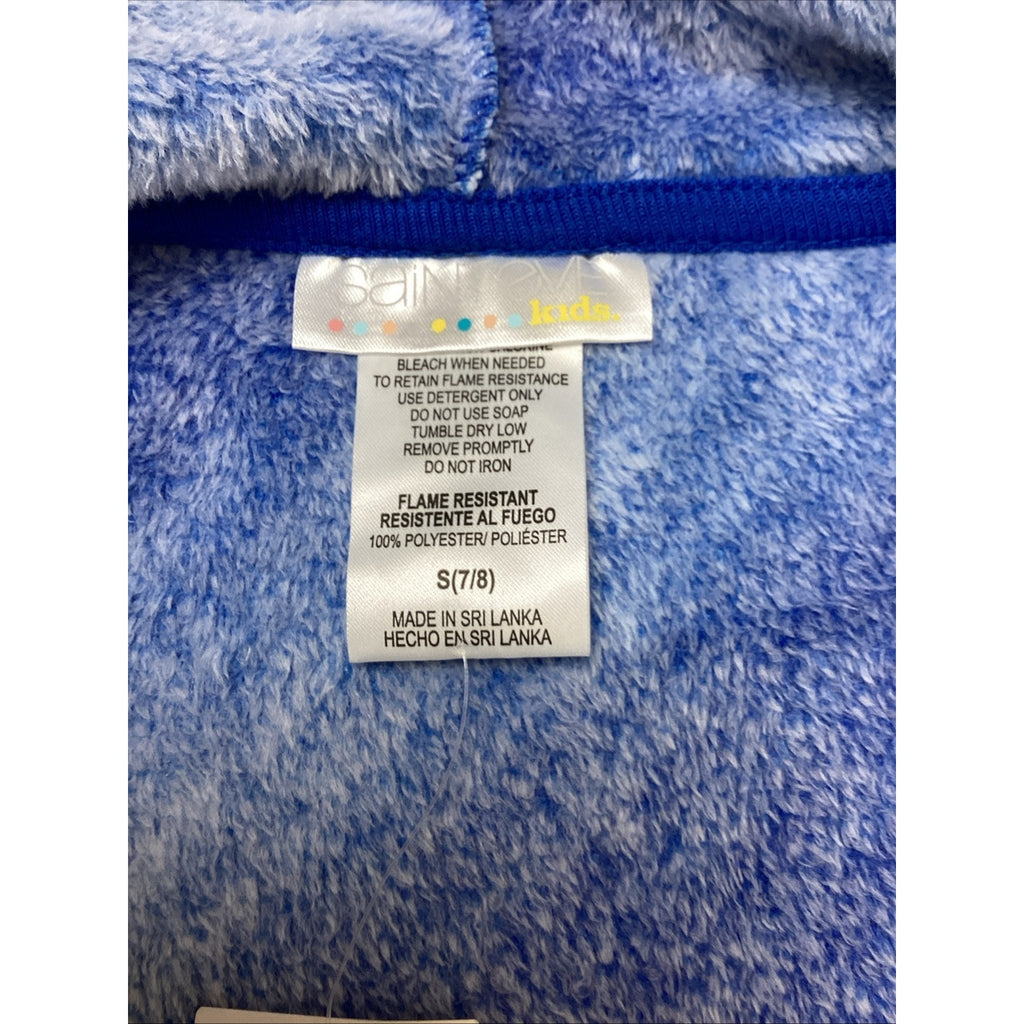 SaiNT eVE
kids.
BLEACH WHEN NEEDED
TO RETAIN FLAME RESISTANCE
USE DETERGENT ONLY
DO NOT USE SOAP
TUMBLE DRY LOW
REMOVE PROMPTLY
DO NOT IRON
FLAME RESISTANT
RESISTENTE AL FUEGO
100% POLYESTER/ POLIÉSTER
S(7/8)
MADE IN SRI LANKA
HECHO EN SRI LANKA